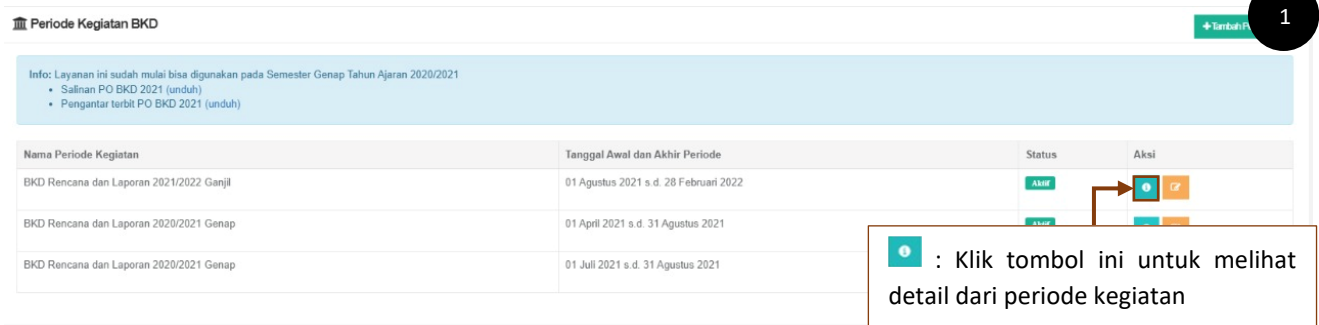 Periode Kegiatan BKD
+Tambah
1
Info: Layanan ini sudah mulai bisa digunakan pada Semester Genap Tahun Ajaran 2020/2021
• Salinan PO BKD 2021 (unduh)
• Pengantar terbit PO BKD 2021 (unduh)
Nama Periode Kegiatan Tanggal Awal dan Akhir Periode Status Aksi
BKD Rencana dan Laporan 2021/2022 Ganjil 01 Agustus 2021 s.d. 28 Februari 2022 Aktif
BKD Rencana dan Laporan 2020/2021 Genap 01 April 2021 s.d. 31 Agustus 2021 Aktif
BKD Rencana dan Laporan 2020/2021 Genap 01 Juli 2021 s.d. 31 Agustus 2021
: Klik tombol ini untuk melihat
detail dari periode kegiatan